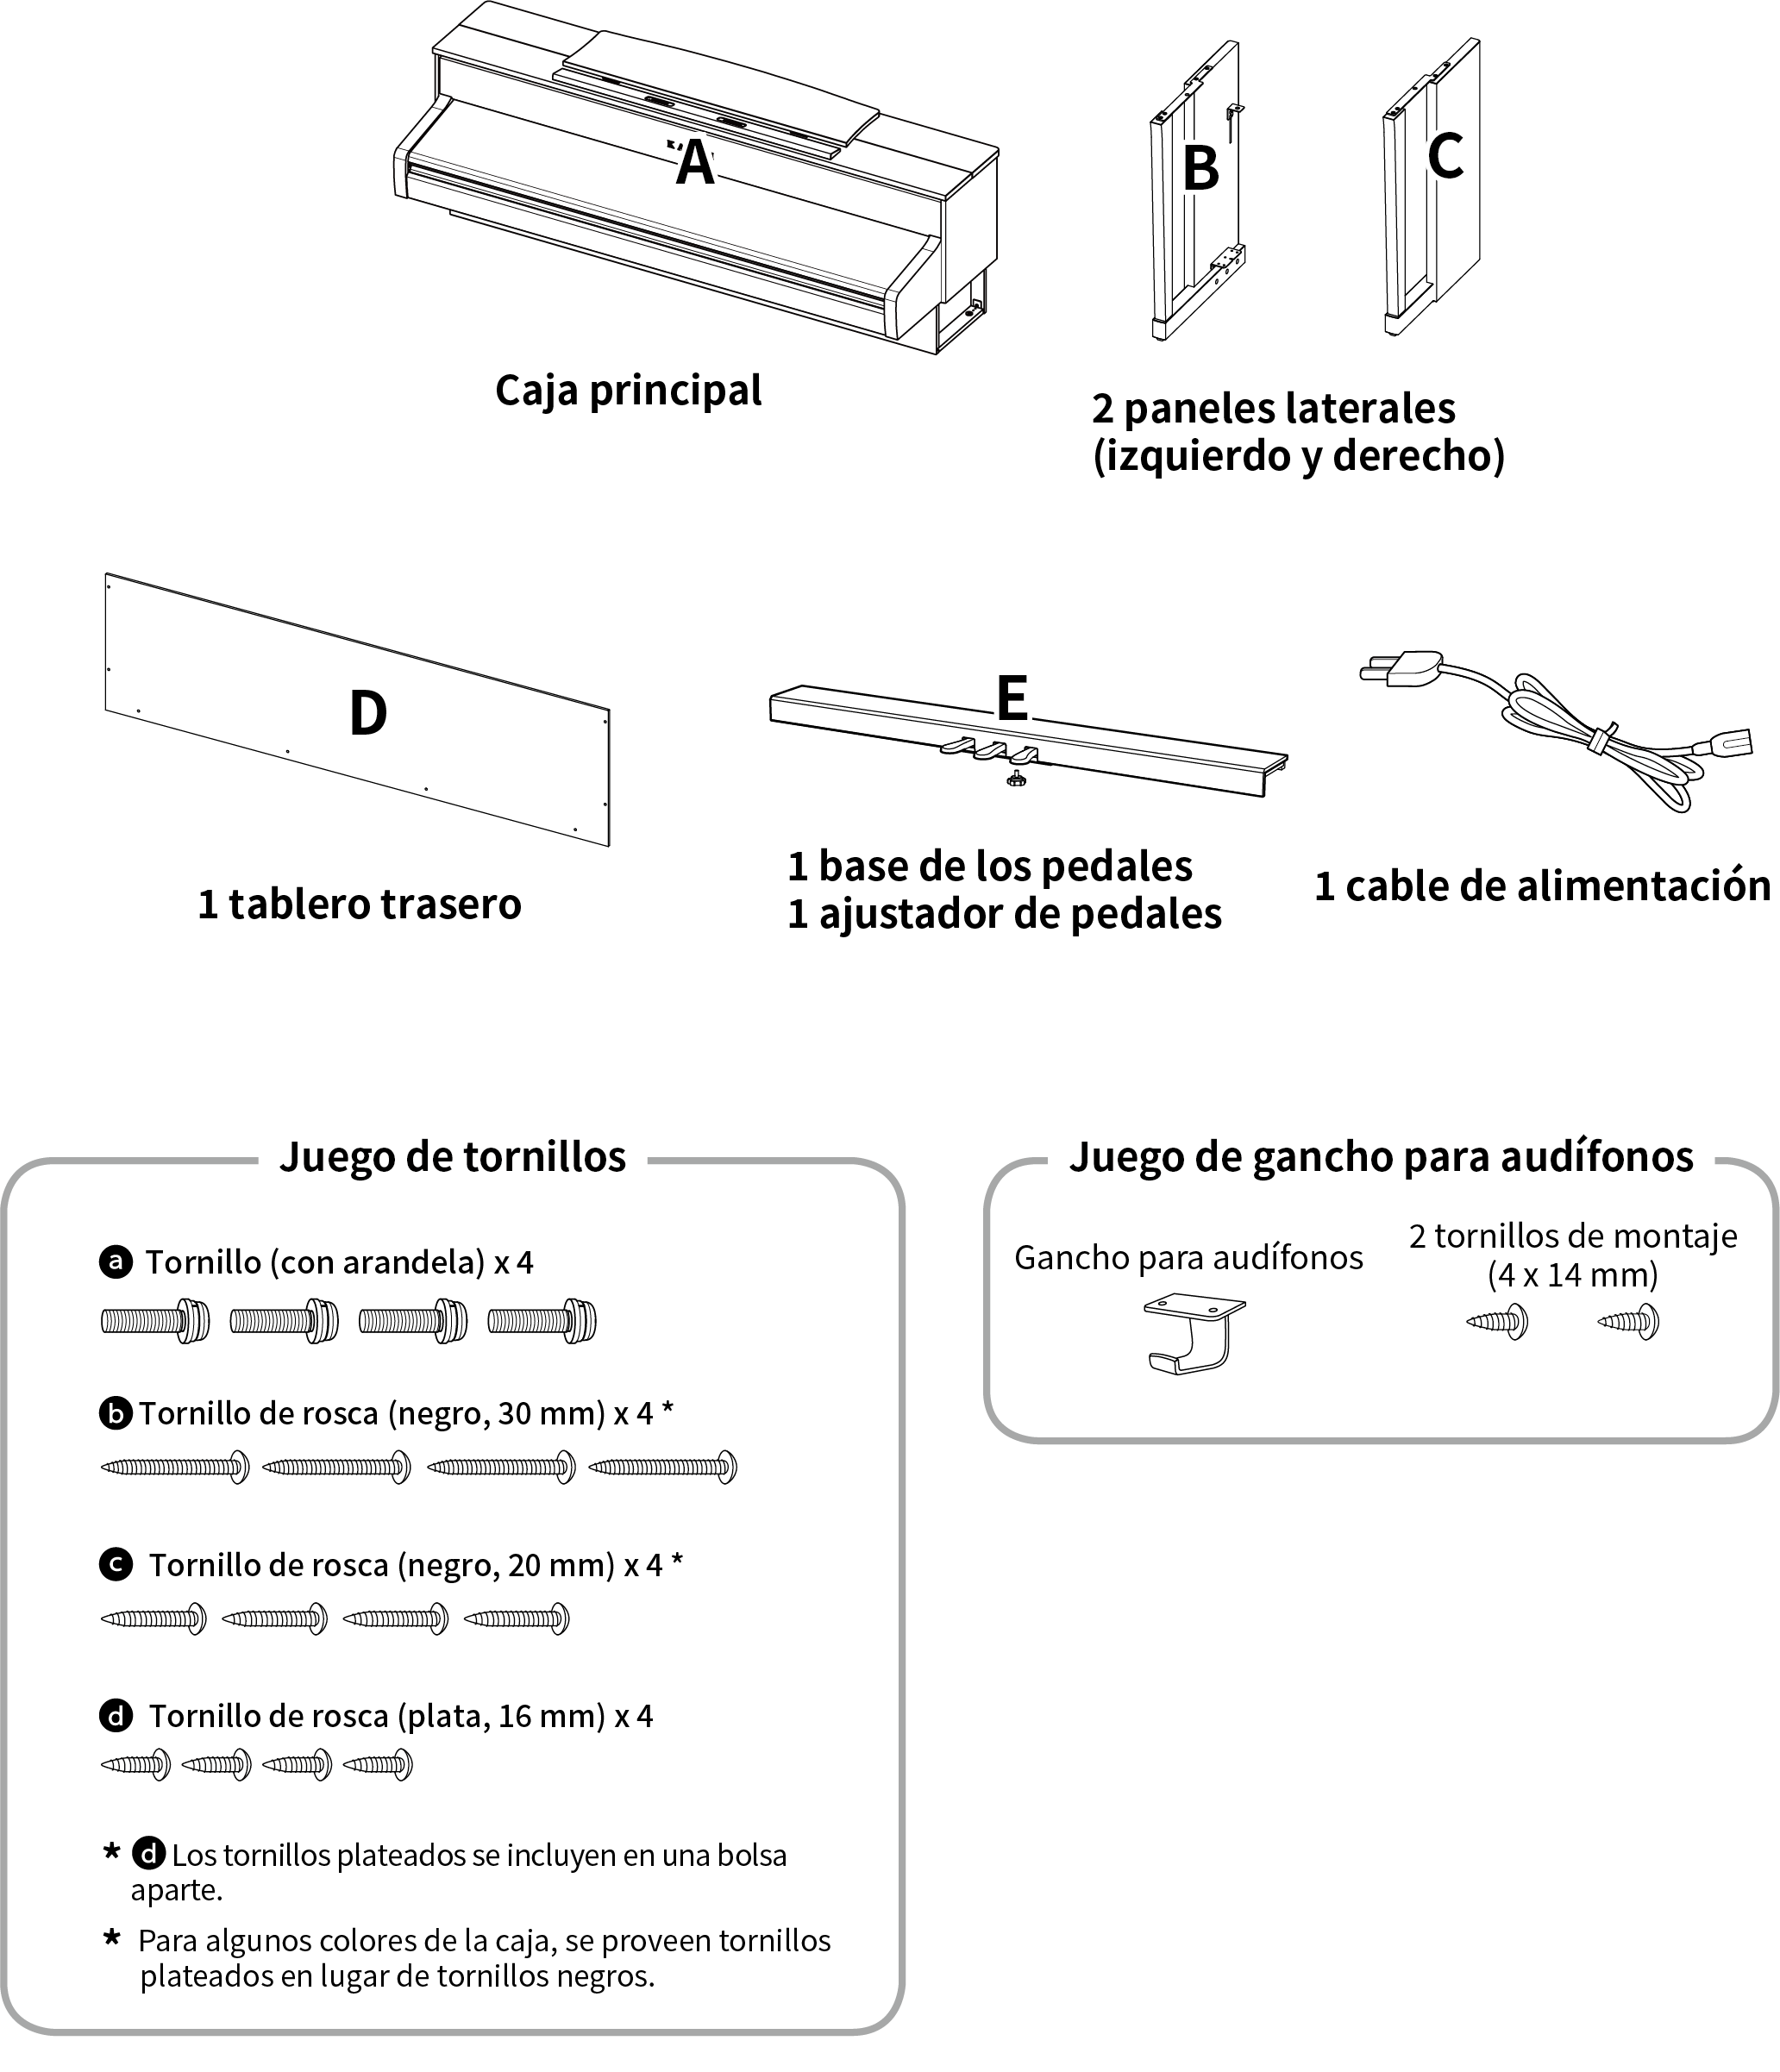 A
B
C
Caja principal
2 paneles laterales
(izquierdo y derecho)
D
E
1 tablero trasero
1 base de los pedales
1 ajustador de pedales
1 cable de alimentación
Juego de tornillos
a Tornillo (con arandela) x 4
b Tornillo de rosca (negro, 30 mm) x 4 *
c Tornillo de rosca (negro, 20 mm) x 4 *
d Tornillo de rosca (plata, 16 mm) x 4
* d Los tornillos plateados se incluyen en una bolsa
aparte.
* Para algunos colores de la caja, se proveen tornillos
plateados en lugar de tornillos negros.
Juego de gancho para audífonos
Gancho para audífonos
2 tornillos de montaje
(4 x 14 mm)